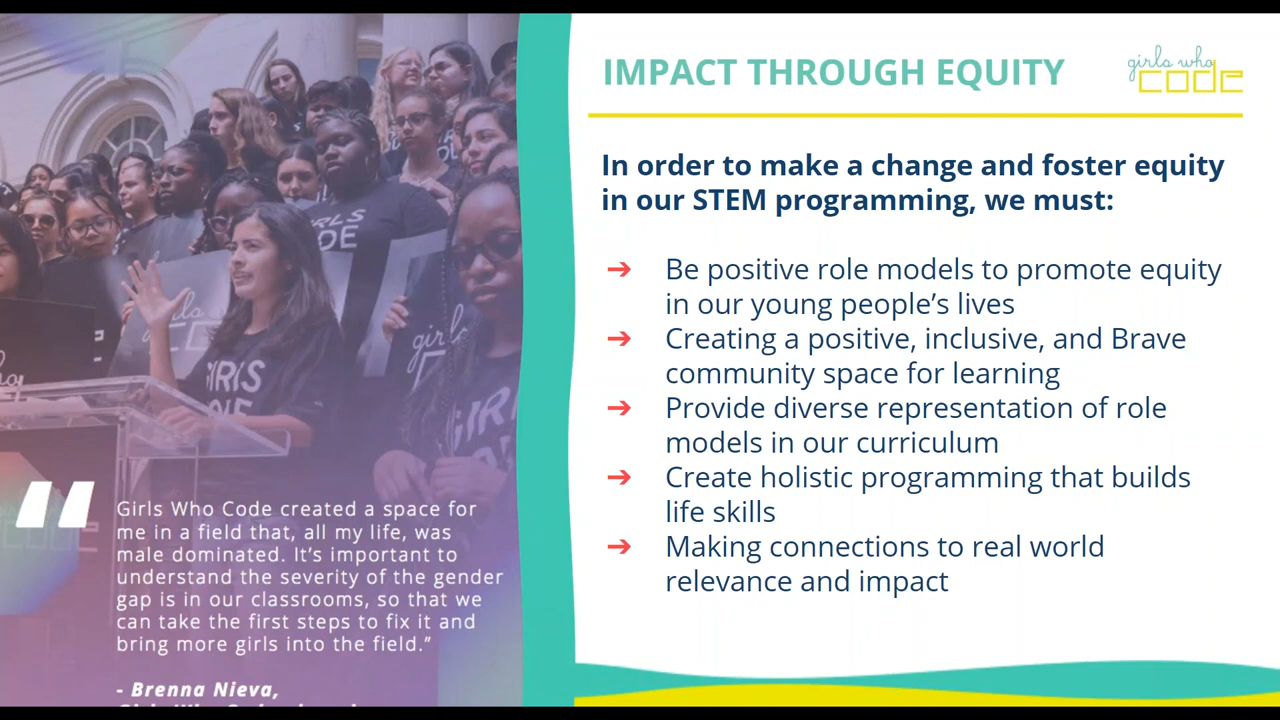 IMPACT THROUGH EQUITY
girls who
code
In order to make a change and foster equity
in our STEM programming, we must:
➔ Be positive role models to promote equity
in our young people’s lives
➔ Creating a positive, inclusive, and Brave
community space for learning
➔ Provide diverse representation of role
models in our curriculum
➔ Create holistic programming that builds
life skills
➔ Making connections to real world
relevance and impact
GIRLS
CODE
girls
GIRLS
"
Girls Who Code created a space for
me in a field that, all my life, was
male dominated. It’s important to
understand the severity of the gender
gap is in our classrooms, so that we
can take the first steps to fix it and
bring more girls into the field.”
- Brenna Nieva,